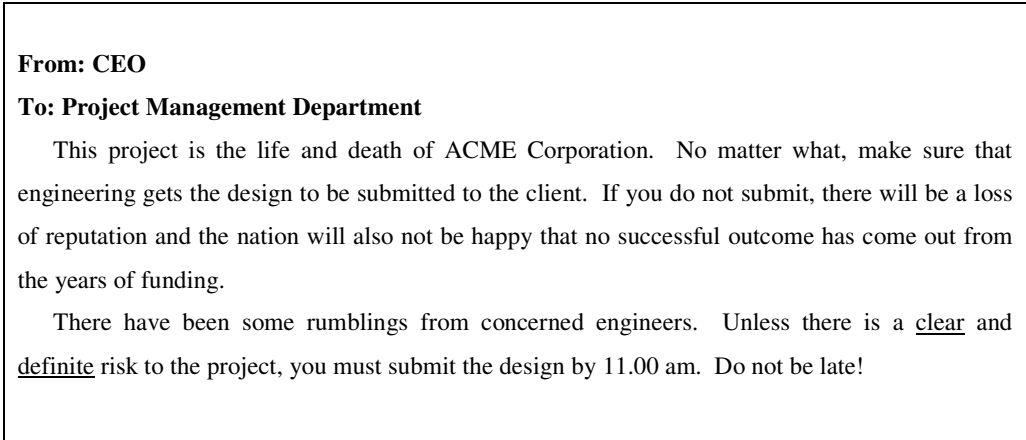 From: CEO
To: Project Management Department
This project is the life and death of ACME Corporation. No matter what, make sure that
engineering gets the design to be submitted to the client. If you do not submit, there will be a loss
of reputation and the nation will also not be happy that no successful outcome has come out from
the years of funding.
There have been some rumblings from concerned engineers. Unless there is a clear and
definite risk to the project, you must submit the design by 11.00 am. Do not be late!